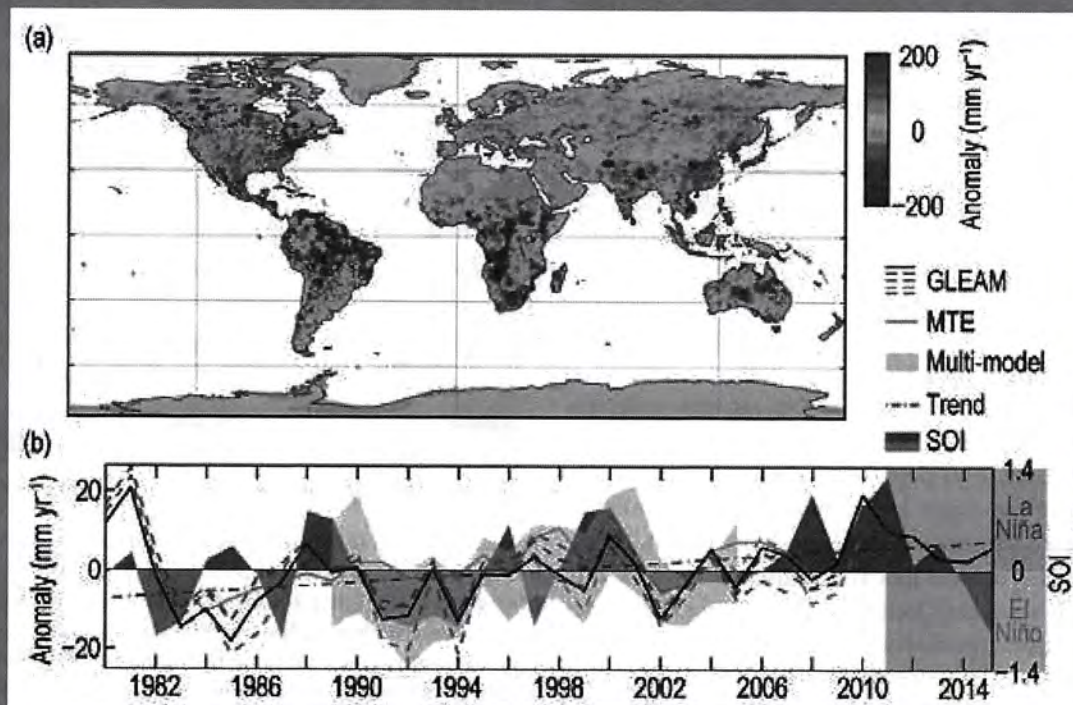 (a)
200
0
-200
Anomaly (mm yr⁻¹)
GLEAM
MTE
Multi-model
Trend
SOI
(b)
Anomaly (mm yr⁻¹)
20
0
-20
1.4
La
Niña
0
El
Niño
-1.4
SOI
1982 1986 1990 1994 1998 2002 2006 2010 2014